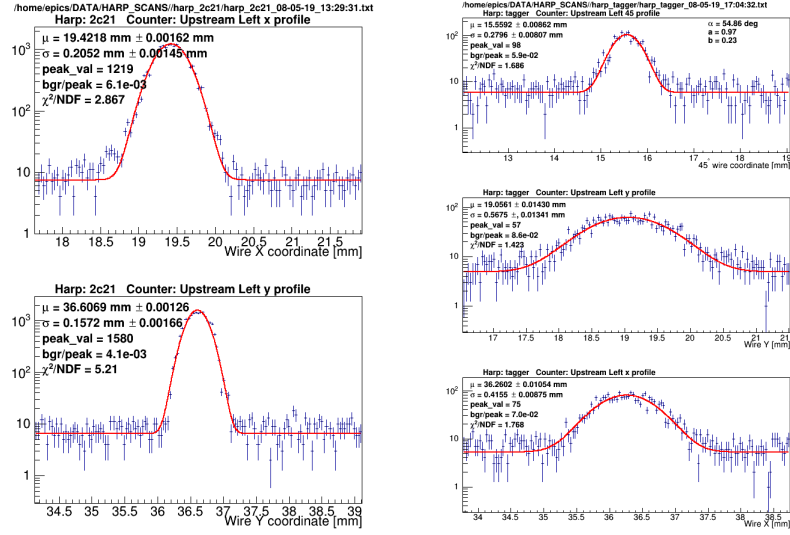 /home/epics/DATA/HARP_SCANS//harp_2c21/harp_2c21_08-05-19_13:29:31.txt
Harp: 2c21 Counter: Upstream Left x profile
μ = 19.4218 mm ± 0.00162 mm
σ = 0.2052 mm ± 0.00145 mm
peak_val = 1219
bgr/peak = 6.1e-03
χ²/NDF = 2.867
10³
10²
10
1
18 18.5 19 19.5 20 20.5 21 21.5
Wire X coordinate [mm]
Harp: 2c21 Counter: Upstream Left y profile
μ = 36.6069 mm ± 0.00126
σ = 0.1572 mm ± 0.00166
peak_val = 1580
bgr/peak = 4.1e-03
χ²/NDF = 5.21
10³
10²
10
1
34.5 35 35.5 36 36.5 37 37.5 38 38.5 39
Wire Y coordinate [mm]
/home/epics/DATA/HARP_SCANS//harp_tagger/harp_tagger_08-05-19_17:04:32.txt
Harp: tagger Counter: Upstream Left 45 profile
μ = 15.5592 ± 0.00862 mm
σ = 0.2796 ± 0.00807 mm
peak_val = 98
bgr/peak = 5.9e-02
χ²/NDF = 1.686
α = 54.86 deg
a = 0.97
b = 0.23
10²
10
1
13 14 15 16 17 18 19
45° wire coordinate [mm]
Harp: tagger Counter: Upstream Left y profile
μ = 19.0561 ± 0.01430 mm
σ = 0.5675, ± 0.01341 mm
peak_val = 57
bgr/peak = 8.6e-02
χ²/NDF = 1.423
10²
10
1
17 17.5 18 18.5 19 19.5 20 20.5 21 21
Wire Y [mm]
Harp: tagger Counter: Upstream Left x profile
μ = 36.2602 ± 0.01054 mm
σ = 0.4155 ± 0.00875 mm
peak_val = 75
bgr/peak = 7.0e-02
χ²/NDF = 1.768
10²
10
1
34 34.5 35 35.5 36 36.5 37 37.5 38 38.5
Wire X [mm]